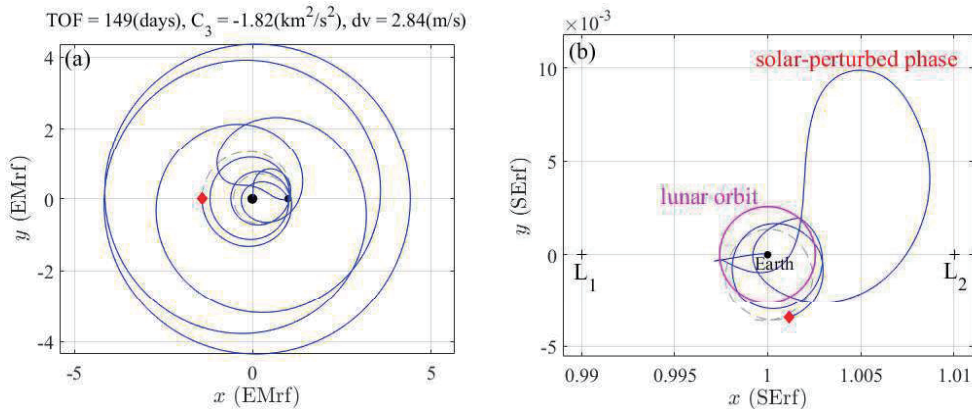 TOF = 149(days), C₃ = -1.82(km²/s²), dv = 2.84(m/s)
(a)
4
2
0
-2
-4
-5
0
5
y (EMrf)
x (EMrf)
×10⁻³
(b)
solar-perturbed phase
10
5
0
-5
lunar orbit
Earth
L₁
L₂
0.99
0.995
1
1.005
1.01
y (SErf)
x (SErf)